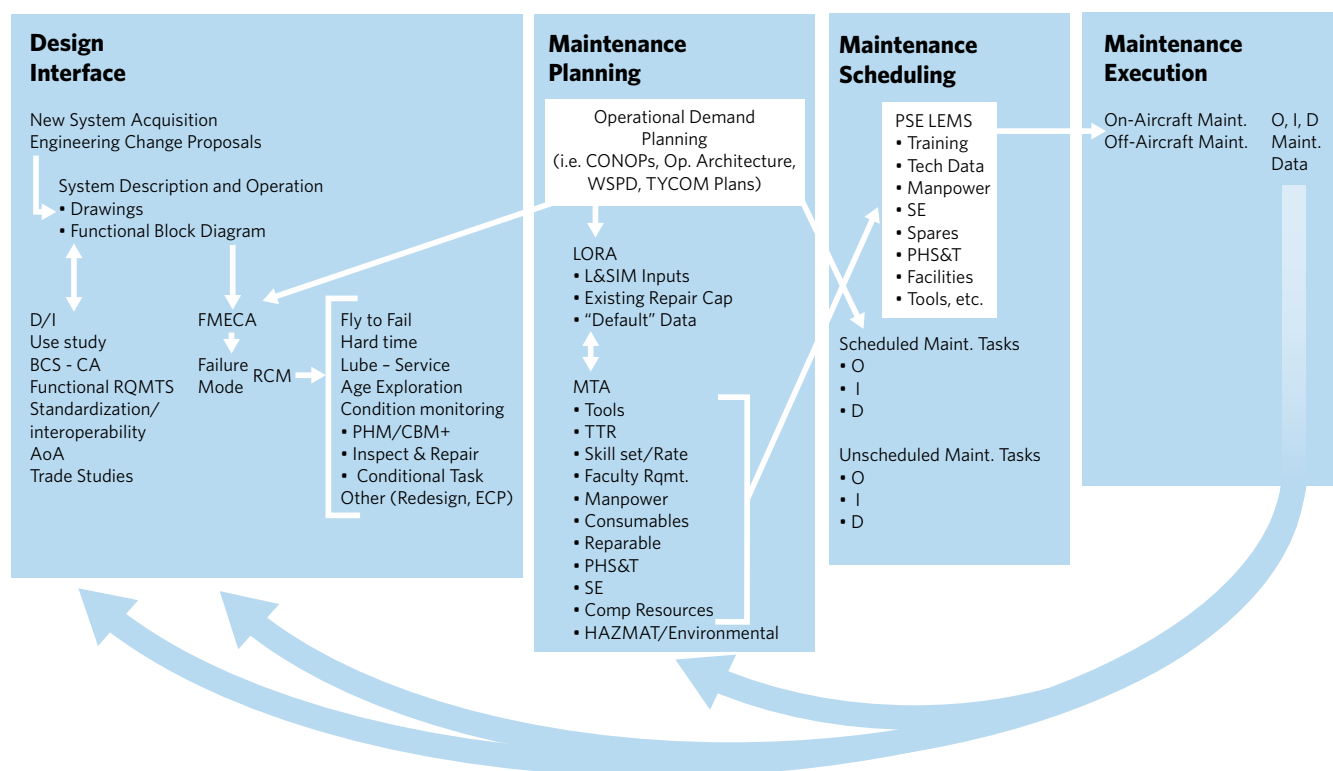 Design
Interface
New System Acquisition
Engineering Change Proposals
System Description and Operation
• Drawings
• Functional Block Diagram
D/I
Use study
BCS - CA
Functional RQMTS
Standardization/
interoperability
AoA
Trade Studies
FMECA
Failure
Mode
RCM
Fly to Fail
Hard time
Lube – Service
Age Exploration
Condition monitoring
• PHM/CBM+
• Inspect & Repair
• Conditional Task
Other (Redesign, ECP)
Maintenance
Planning
Operational Demand
Planning
(i.e. CONOPs, Op. Architecture,
WSPD, TYCOM Plans)
LORA
• L&SIM Inputs
• Existing Repair Cap
• “Default” Data
MTA
• Tools
• TTR
• Skill set/Rate
• Faculty Rqmt.
• Manpower
• Consumables
• Reparable
• PHS&T
• SE
• Comp Resources
• HAZMAT/Environmental
Maintenance
Scheduling
PSE LEMS
• Training
• Tech Data
• Manpower
• SE
• Spares
• PHS&T
• Facilities
• Tools, etc.
Scheduled Maint. Tasks
• O
• I
• D
Unscheduled Maint. Tasks
• O
• I
• D
Maintenance
Execution
On-Aircraft Maint.
Off-Aircraft Maint.
O, I, D
Maint.
Data